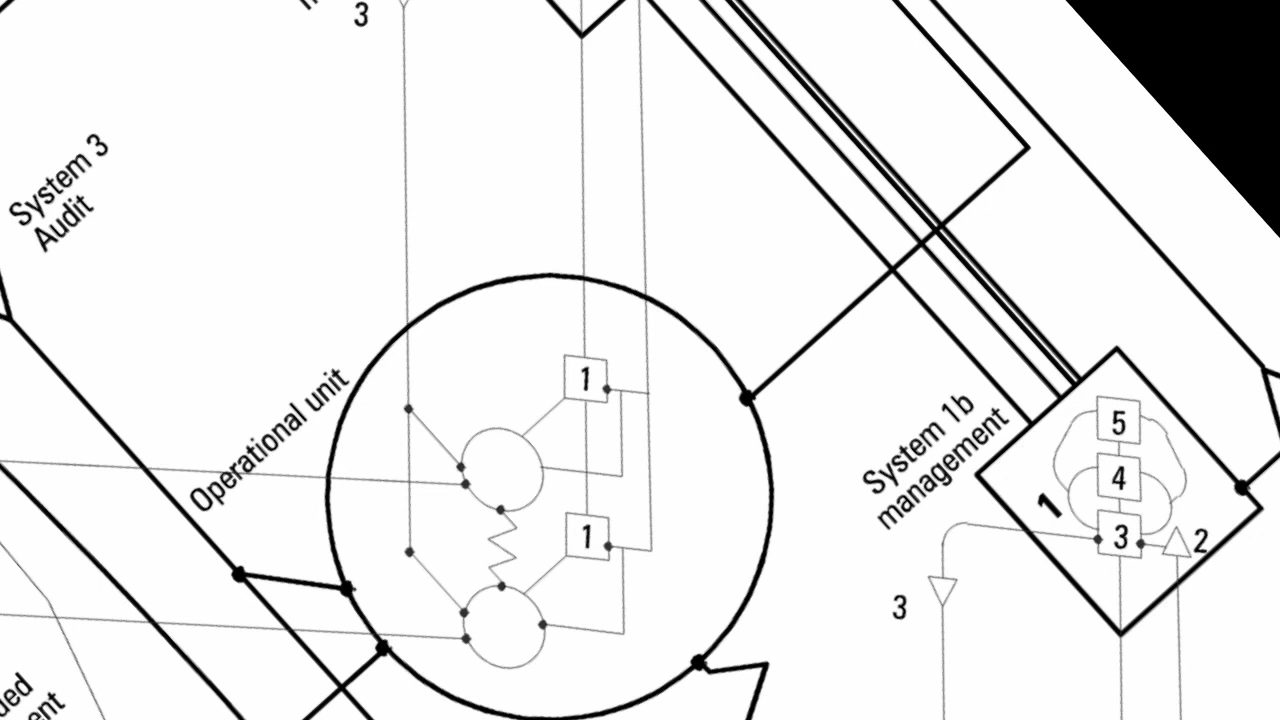 3
System 3
Audit
Operational unit
1
1
System 1b
management
1
5
4
3
2
3